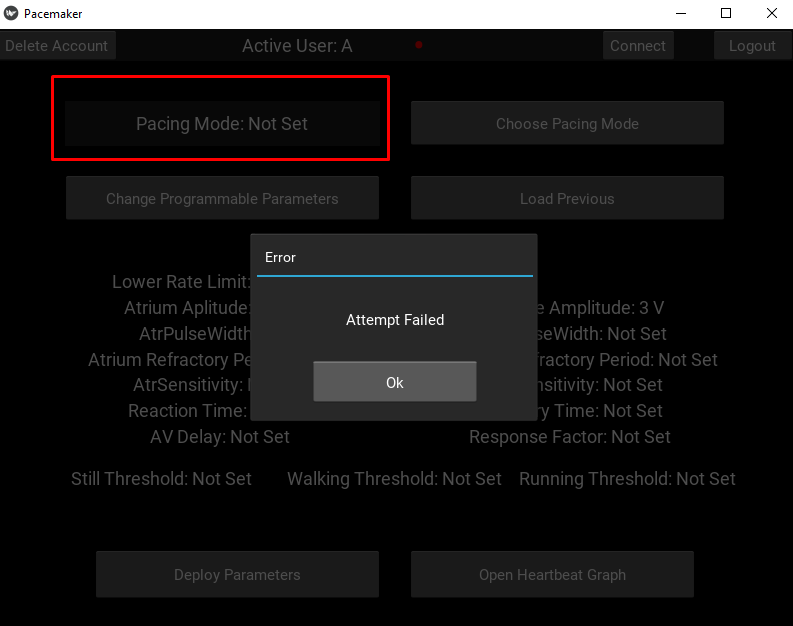 Pacemaker
Delete Account
Active User: A
Connect
Logout
Pacing Mode: Not Set
Choose Pacing Mode
Change Programmable Parameters
Load Previous
Error
Attempt Failed
Ok
Lower Rate Limit:
Atrium Aplitude:
e Amplitude: 3 V
AtrPulseWidth
seWidth: Not Set
Atrium Refractory Pe
fractory Period: Not Set
AtrSensitivity:
nsitivity: Not Set
Reaction Time:
ry Time: Not Set
AV Delay: Not Set
Response Factor: Not Set
Still Threshold: Not Set
Walking Threshold: Not Set
Running Threshold: Not Set
Deploy Parameters
Open Heartbeat Graph